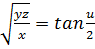 √(yz/x) = tan u/2